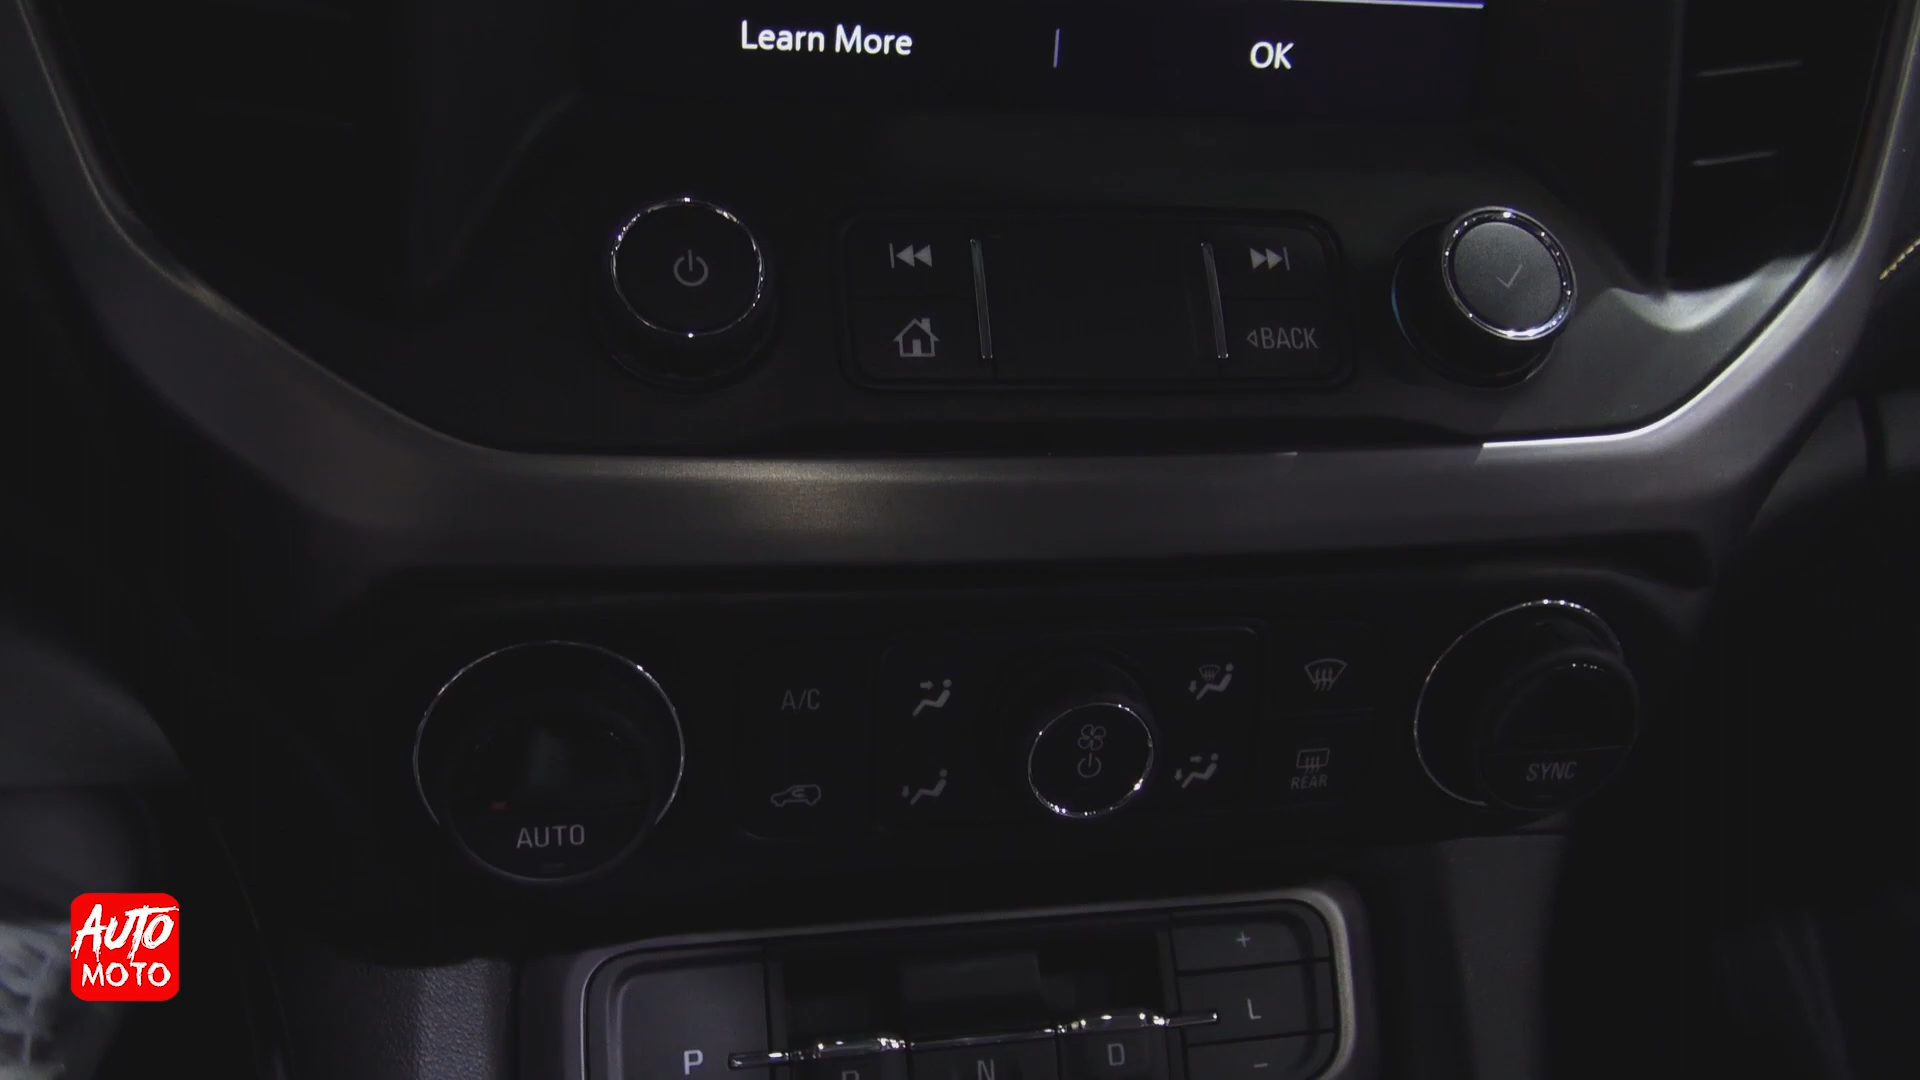 Learn More
OK
BACK
A/C
REAR
SYNC
AUTO
+
L
P
R
N
D
−
AUTO
MOTO